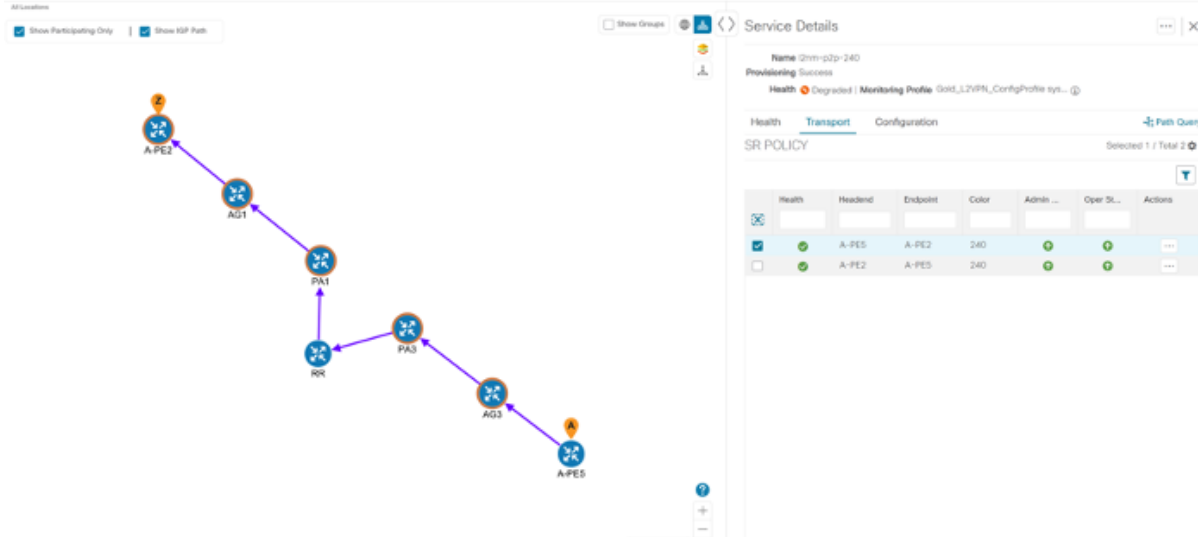 All Locations
Show Participating Only | Show IGP Path
Show Groups
Z
A-PE2
AG1
PA1
RR
PA3
AG3
A
A-PE5
?
Service Details
Name l2nm-p2p-240
Provisioning Success
Health Degraded | Monitoring Profile Gold_L2VPN_ConfigProfile sys...
Health Transport Configuration Path Query
SR POLICY Selected 1 / Total 2
Health Headend Endpoint Color Admin ... Oper St... Actions
A-PE5 A-PE2 240 ...
A-PE2 A-PE5 240 ...